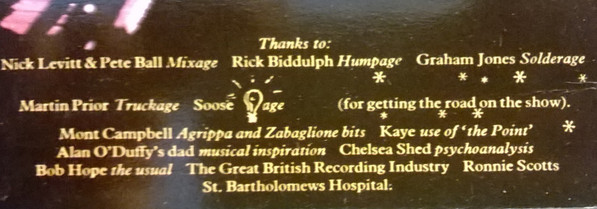 Thanks to:
Nick Levitt & Pete Ball Mixage Rick Biddulph Humpage Graham Jones Solderage
Martin Prior Truckage Soose age (for getting the road on the show).
Mont Campbell Agrippa and Zabaglione bits Kaye use of 'the Point'
Alan O'Duffy's dad musical inspiration Chelsea Shed psychoanalysis
Bob Hope the usual The Great British Recording Industry Ronnie Scotts
St. Bartholomews Hospital.